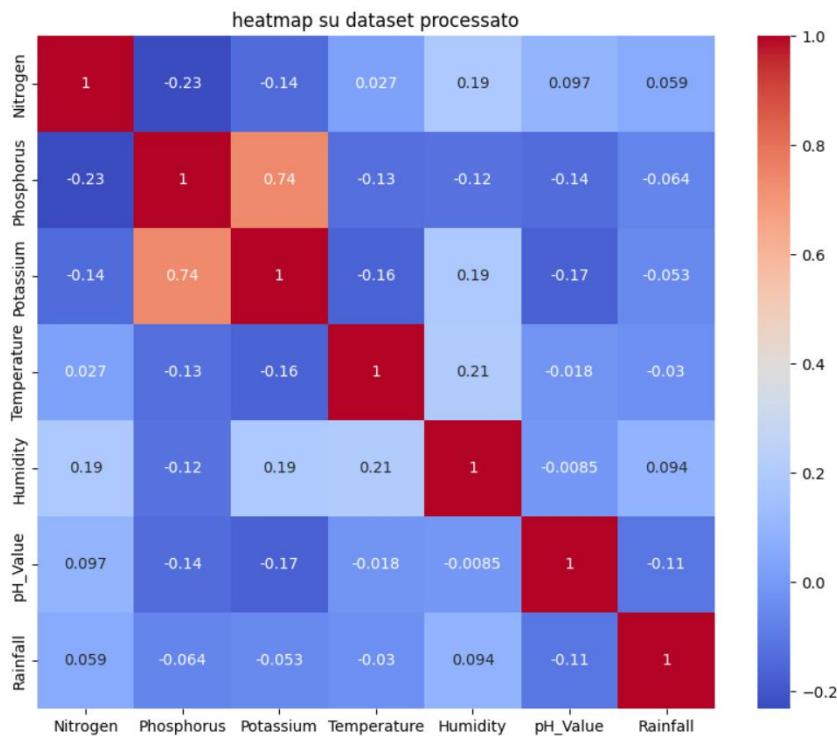 heatmap su dataset processato
Nitrogen 1 -0.23 -0.14 0.027 0.19 0.097 0.059
Phosphorus -0.23 1 0.74 -0.13 -0.12 -0.14 -0.064
Potassium -0.14 0.74 1 -0.16 0.19 -0.17 -0.053
Temperature 0.027 -0.13 -0.16 1 0.21 -0.018 -0.03
Humidity 0.19 -0.12 0.19 0.21 1 -0.0085 0.094
pH_Value 0.097 -0.14 -0.17 -0.018 -0.0085 1 -0.11
Rainfall 0.059 -0.064 -0.053 -0.03 0.094 -0.11 1
Nitrogen Phosphorus Potassium Temperature Humidity pH_Value Rainfall
1.0
0.8
0.6
0.4
0.2
0.0
−0.2